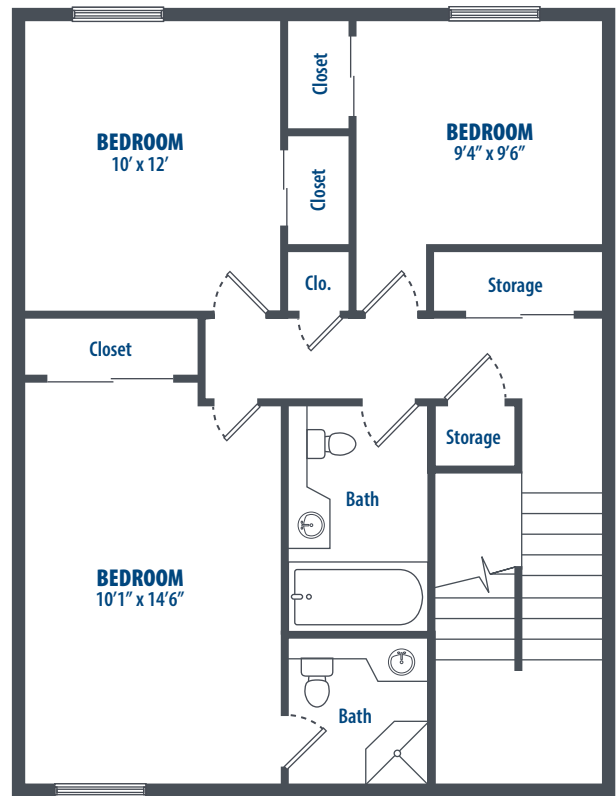 Closet
BEDROOM
10’ x 12’
BEDROOM
9’4” x 9’6”
Closet
Clo.
Storage
Closet
Storage
Bath
BEDROOM
10’1” x 14’6”
Bath